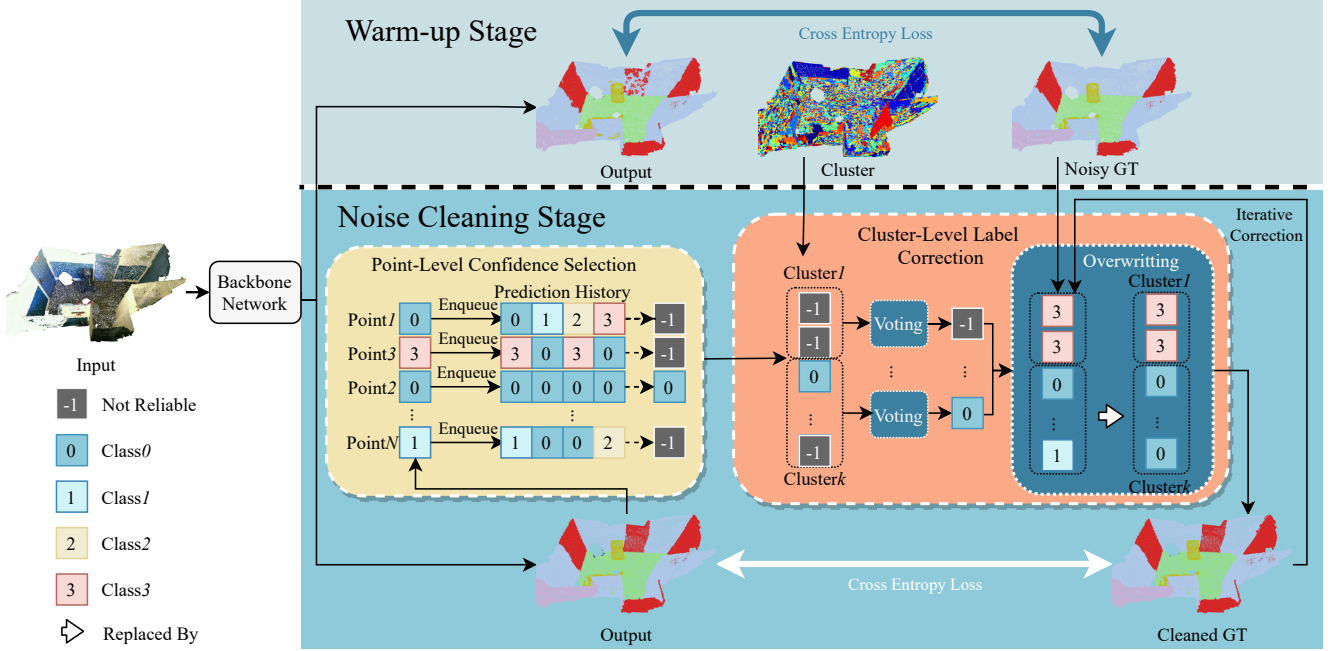 Warm-up Stage
Cross Entropy Loss
Output
Cluster
Noisy GT
Noise Cleaning Stage
Iterative
Correction
Input
Backbone
Network
Point-Level Confidence Selection
Prediction History
Point1 0 Enqueue 0 1 2 3 -1
Point3 3 Enqueue 3 0 3 0 -1
Point2 0 Enqueue 0 0 0 0 0
⋮ ⋮
PointN 1 Enqueue 1 0 0 2 -1
Cluster-Level Label
Correction
Cluster1
-1
-1
0
⋮
-1
Clusterk
Voting -1
⋮ ⋮
Voting 0
Overwritting
Cluster1
3 3
3 3
0 0
⋮ ⋮
1 0
Clusterk
-1 Not Reliable
0 Class0
1 Class1
2 Class2
3 Class3
Replaced By
Output
Cross Entropy Loss
Cleaned GT